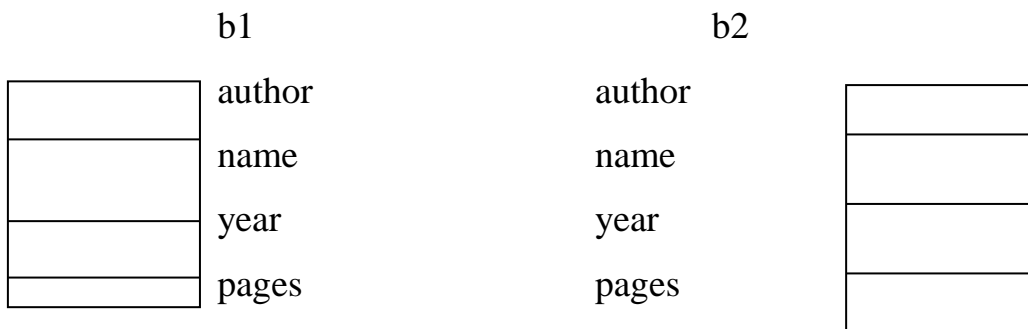 b1 b2
author author
name name
year year
pages pages